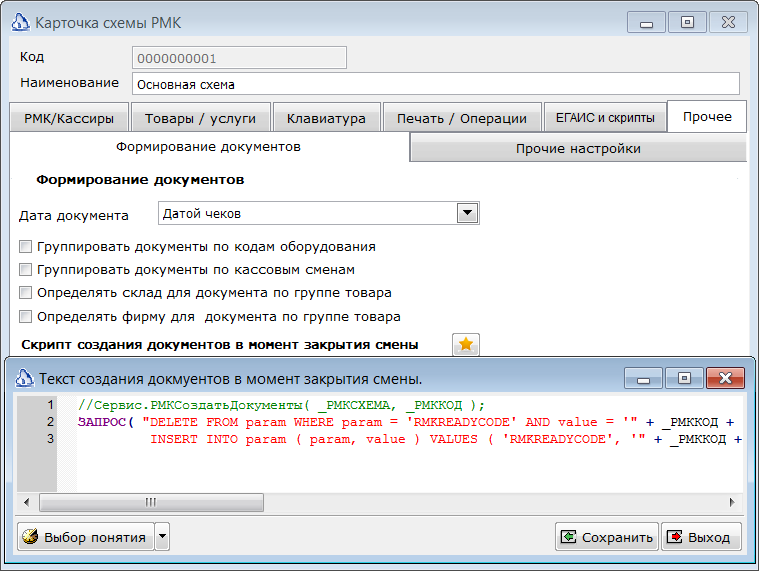 Карточка схемы РМК
Код 0000000001
Наименование Основная схема
РМК/Кассиры Товары / услуги Клавиатура Печать / Операции ЕГАИС и скрипты Прочее
Формирование документов Прочие настройки
Формирование документов
Дата документа Датой чеков
Группировать документы по кодам оборудования
Группировать документы по кассовым сменам
Определять склад для документа по группе товара
Определять фирму для документа по группе товара
Скрипт создания документов в момент закрытия смены
Текст создания докмуентов в момент закрытия смены.
1 //Сервис.РМКСоздатьДокументы( _РМКСХЕМА, _РМККОД );
2 ЗАПРОС( "DELETE FROM param WHERE param = 'RMKREADYCODE' AND value = '" + _РМККОД +
3 INSERT INTO param ( param, value ) VALUES ( 'RMKREADYCODE', '" + _РМККОД +
Выбор понятия Сохранить Выход